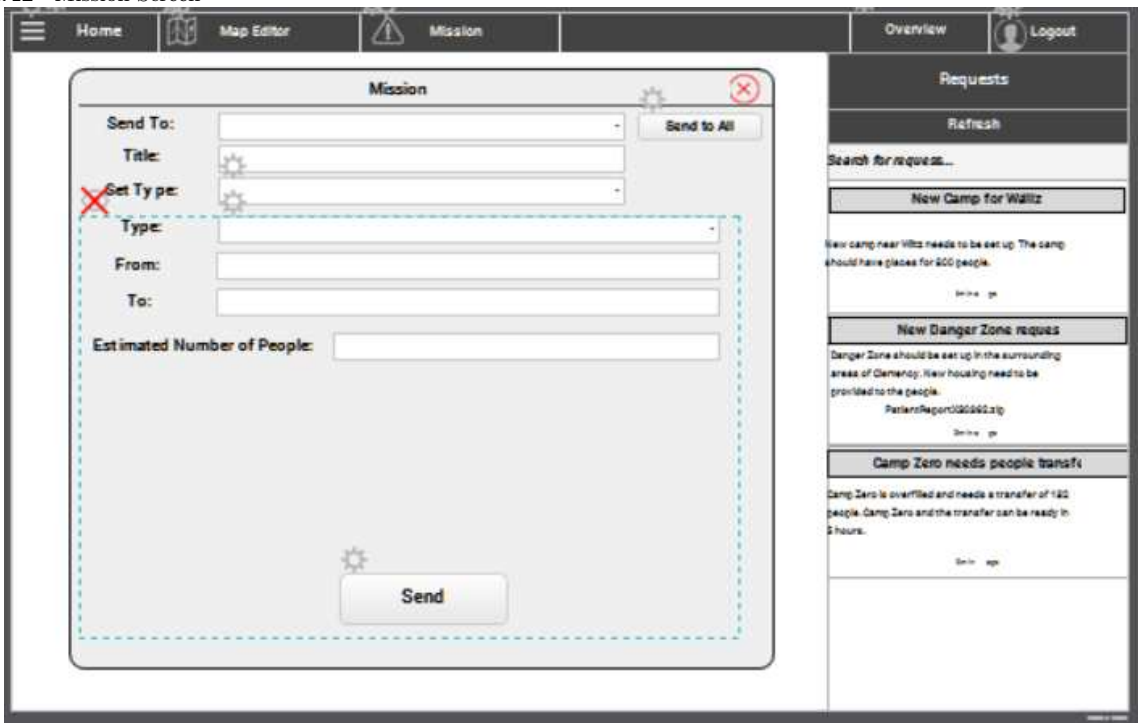 Mission Screen
Home Map Editor Mission Overview Logout
Mission
Send To:
Send to All
Title:
Set Type:
Type:
From:
To:
Estimated Number of People:
Send
Requests
Refresh
Search for requess...
New Camp for Walliz
New camp near Wiltz needs to be set up. The camp
should have places for 200 people.
New Danger Zone reques
Danger Zone should be set up in the surrounding
areas of Clemency. New housing need to be
provided to the people.
Camp Zero needs people transfe
Camp Zero is overfilled and needs a transfer of
people. Camp Zero and the transfer can be ready in
5 hours.
ago